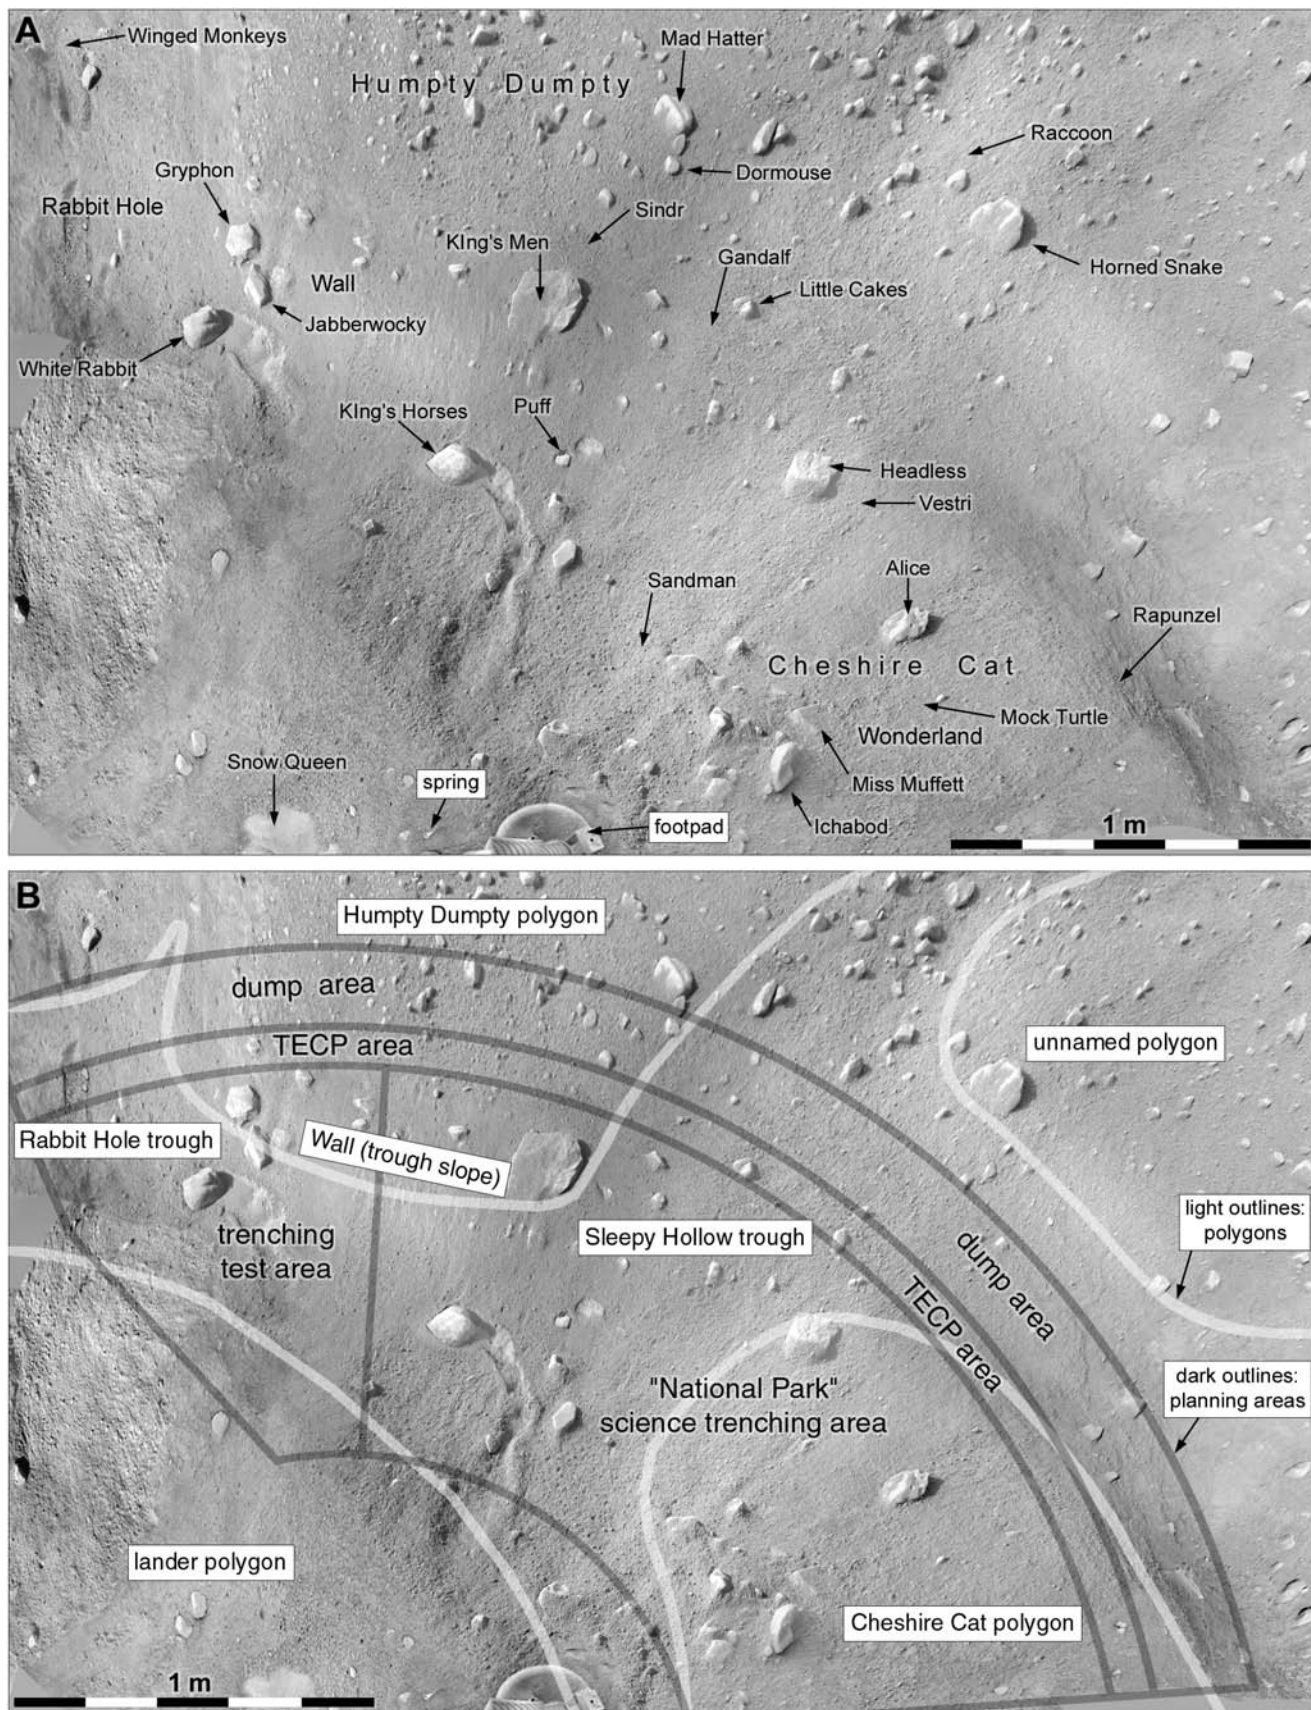 A
Winged Monkeys
Mad Hatter
Humpty Dumpty
Raccoon
Gryphon
Dormouse
Rabbit Hole
Sindr
KIng's Men
Gandalf
Horned Snake
Wall
Little Cakes
Jabberwocky
White Rabbit
KIng's Horses
Puff
Headless
Vestri
Sandman
Alice
Rapunzel
Cheshire Cat
Mock Turtle
Wonderland
Snow Queen
spring
Miss Muffett
footpad
Ichabod
1 m
B
Humpty Dumpty polygon
dump area
TECP area
unnamed polygon
Rabbit Hole trough
Wall (trough slope)
trenching
test area
Sleepy Hollow trough
light outlines:
polygons
dump area
TECP area
"National Park"
science trenching area
dark outlines:
planning areas
lander polygon
Cheshire Cat polygon
1 m